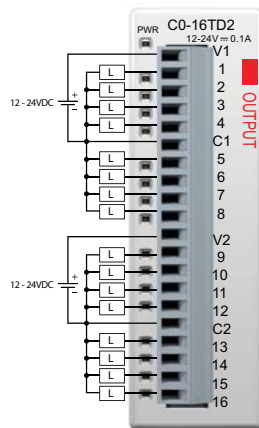 PWR C0-16TD2
12-24V⎓0.1A
V1
L 1
L 2
L 3
L 4
12 - 24VDC + -
C1
L 5
L 6
L 7
L 8
OUTPUT
V2
L 9
L 10
L 11
L 12
12 - 24VDC + -
C2
L 13
L 14
L 15
L 16